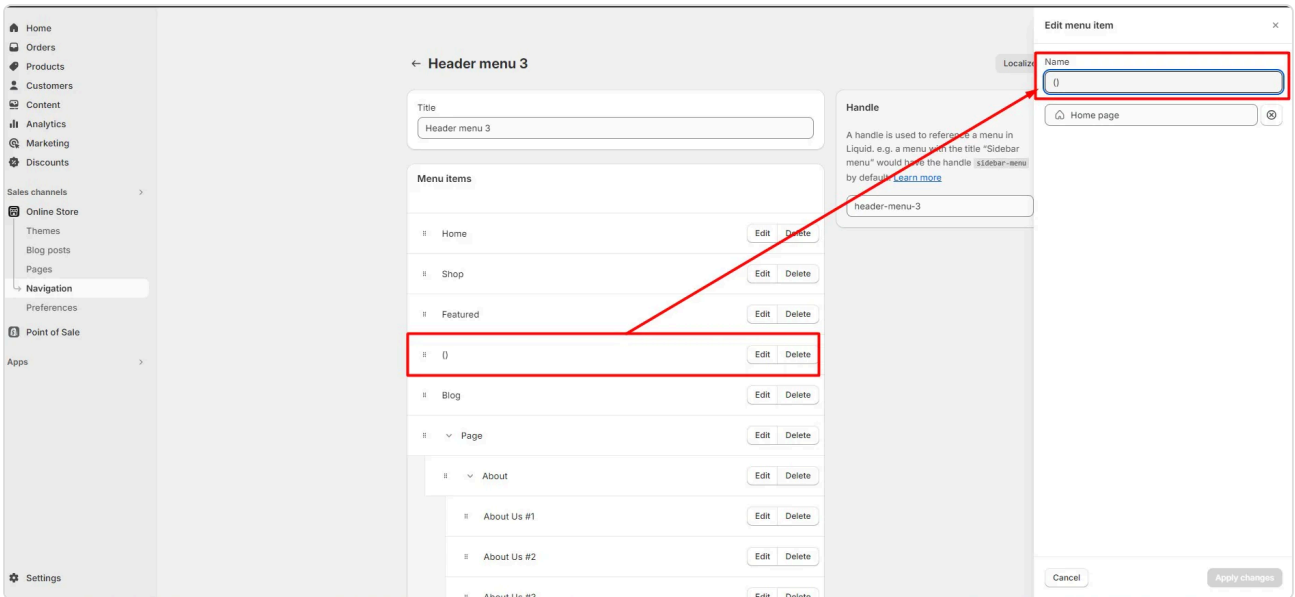 Home
Orders
Products
Customers
Content
Analytics
Marketing
Discounts
Sales channels
Online Store
Themes
Blog posts
Pages
Navigation
Preferences
Point of Sale
Apps
Settings
Header menu 3
Localize
Title
Header menu 3
Menu items
Home Edit Delete
Shop Edit Delete
Featured Edit Delete
() Edit Delete
Blog Edit Delete
Page Edit Delete
About Edit Delete
About Us #1 Edit Delete
About Us #2 Edit Delete
About Us #3 Edit Delete
Handle
A handle is used to reference a menu in
Liquid. e.g. a menu with the title “Sidebar
menu” would have the handle sidebar-menu
by default. Learn more
header-menu-3
Edit menu item
Name
()
Home page
Cancel
Apply changes